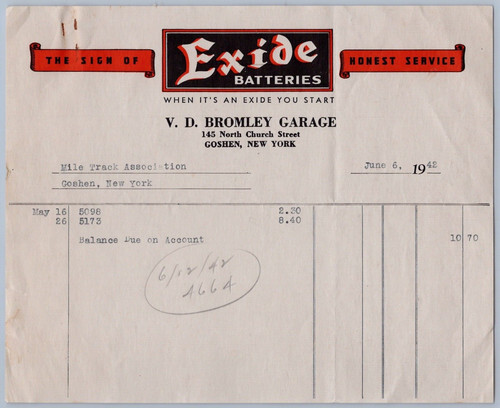 THE SIGN OF Exide BATTERIES HONEST SERVICE
WHEN IT'S AN EXIDE YOU START
V. D. BROMLEY GARAGE
145 North Church Street
GOSHEN, NEW YORK
Mile Track Association June 6, 1942
Goshen, New York
May 16 5098 2.30
26 5173 8.40
Balance Due on Account 10 70
6/12/42
4664